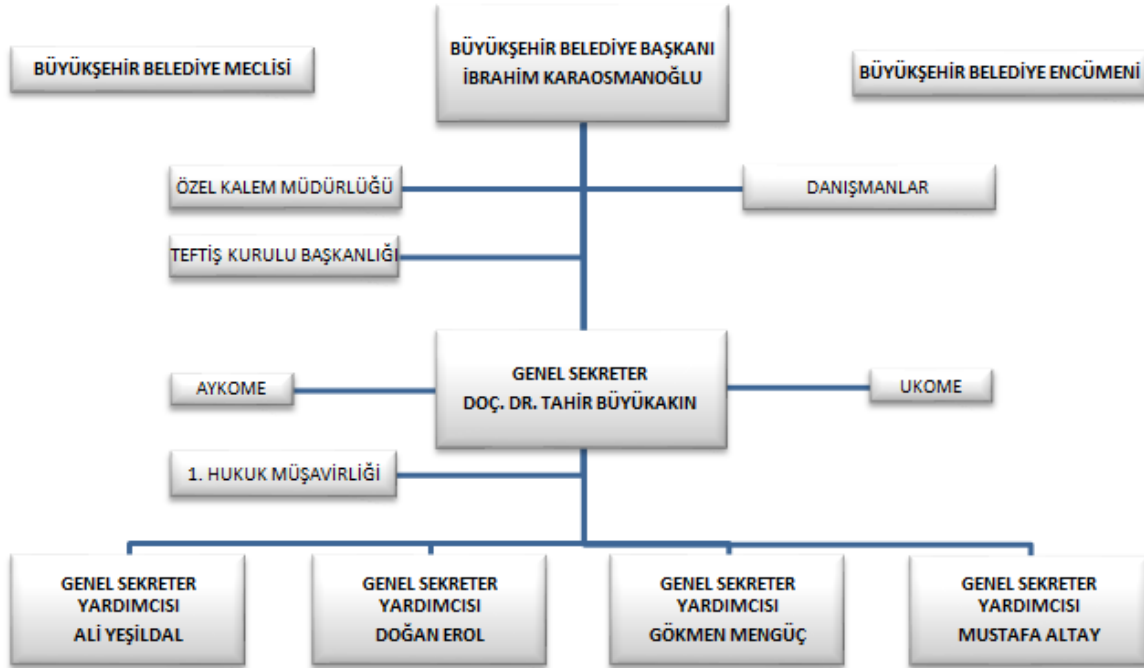 BÜYÜKŞEHİR BELEDİYE MECLİSİ
BÜYÜKŞEHİR BELEDİYE BAŞKANI
İBRAHİM KARAOSMANOĞLU
BÜYÜKŞEHİR BELEDİYE ENCÜMENİ
ÖZEL KALEM MÜDÜRLÜĞÜ
DANIŞMANLAR
TEFTİŞ KURULU BAŞKANLIĞI
GENEL SEKRETER
DOÇ. DR. TAHİR BÜYÜKAKIN
AYKOME
UKOME
1. HUKUK MÜŞAVİRLİĞİ
GENEL SEKRETER
YARDIMCISI
ALİ YEŞİLDAL
GENEL SEKRETER
YARDIMCISI
DOĞAN EROL
GENEL SEKRETER
YARDIMCISI
GÖKMEN MENGÜÇ
GENEL SEKRETER
YARDIMCISI
MUSTAFA ALTAY